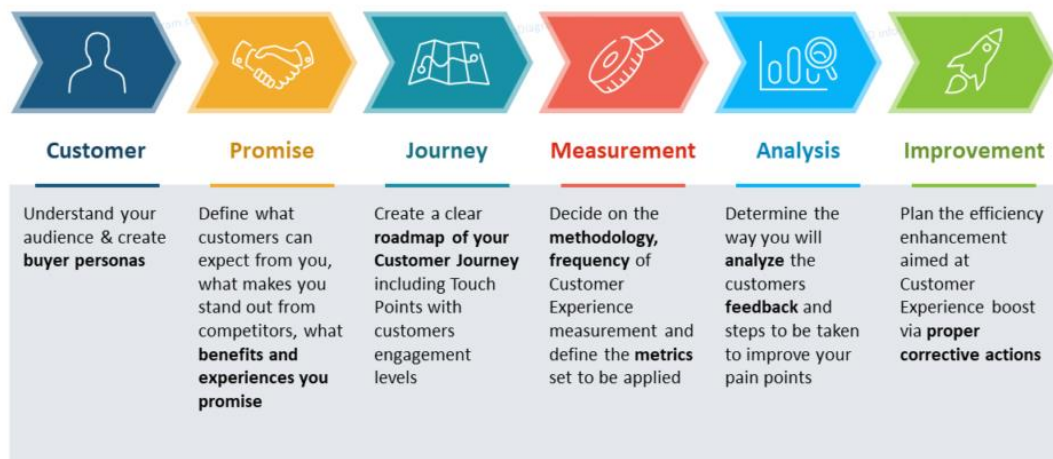 Customer
Understand your
audience & create
buyer personas
Promise
Define what
customers can
expect from you,
what makes you
stand out from
competitors, what
benefits and
experiences you
promise
Journey
Create a clear
roadmap of your
Customer Journey
including Touch
Points with
customers
engagement
levels
Measurement
Decide on the
methodology,
frequency of
Customer
Experience
measurement and
define the metrics
set to be applied
Analysis
Determine the
way you will
analyze the
customers
feedback and
steps to be taken
to improve your
pain points
Improvement
Plan the efficiency
enhancement
aimed at
Customer
Experience boost
via proper
corrective actions